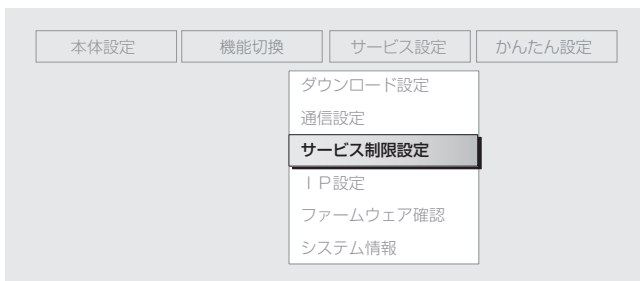 本体設定 機能切換 サービス設定 かんたん設定
ダウンロード設定
通信設定
サービス制限設定
ＩＰ設定
ファームウェア確認
システム情報